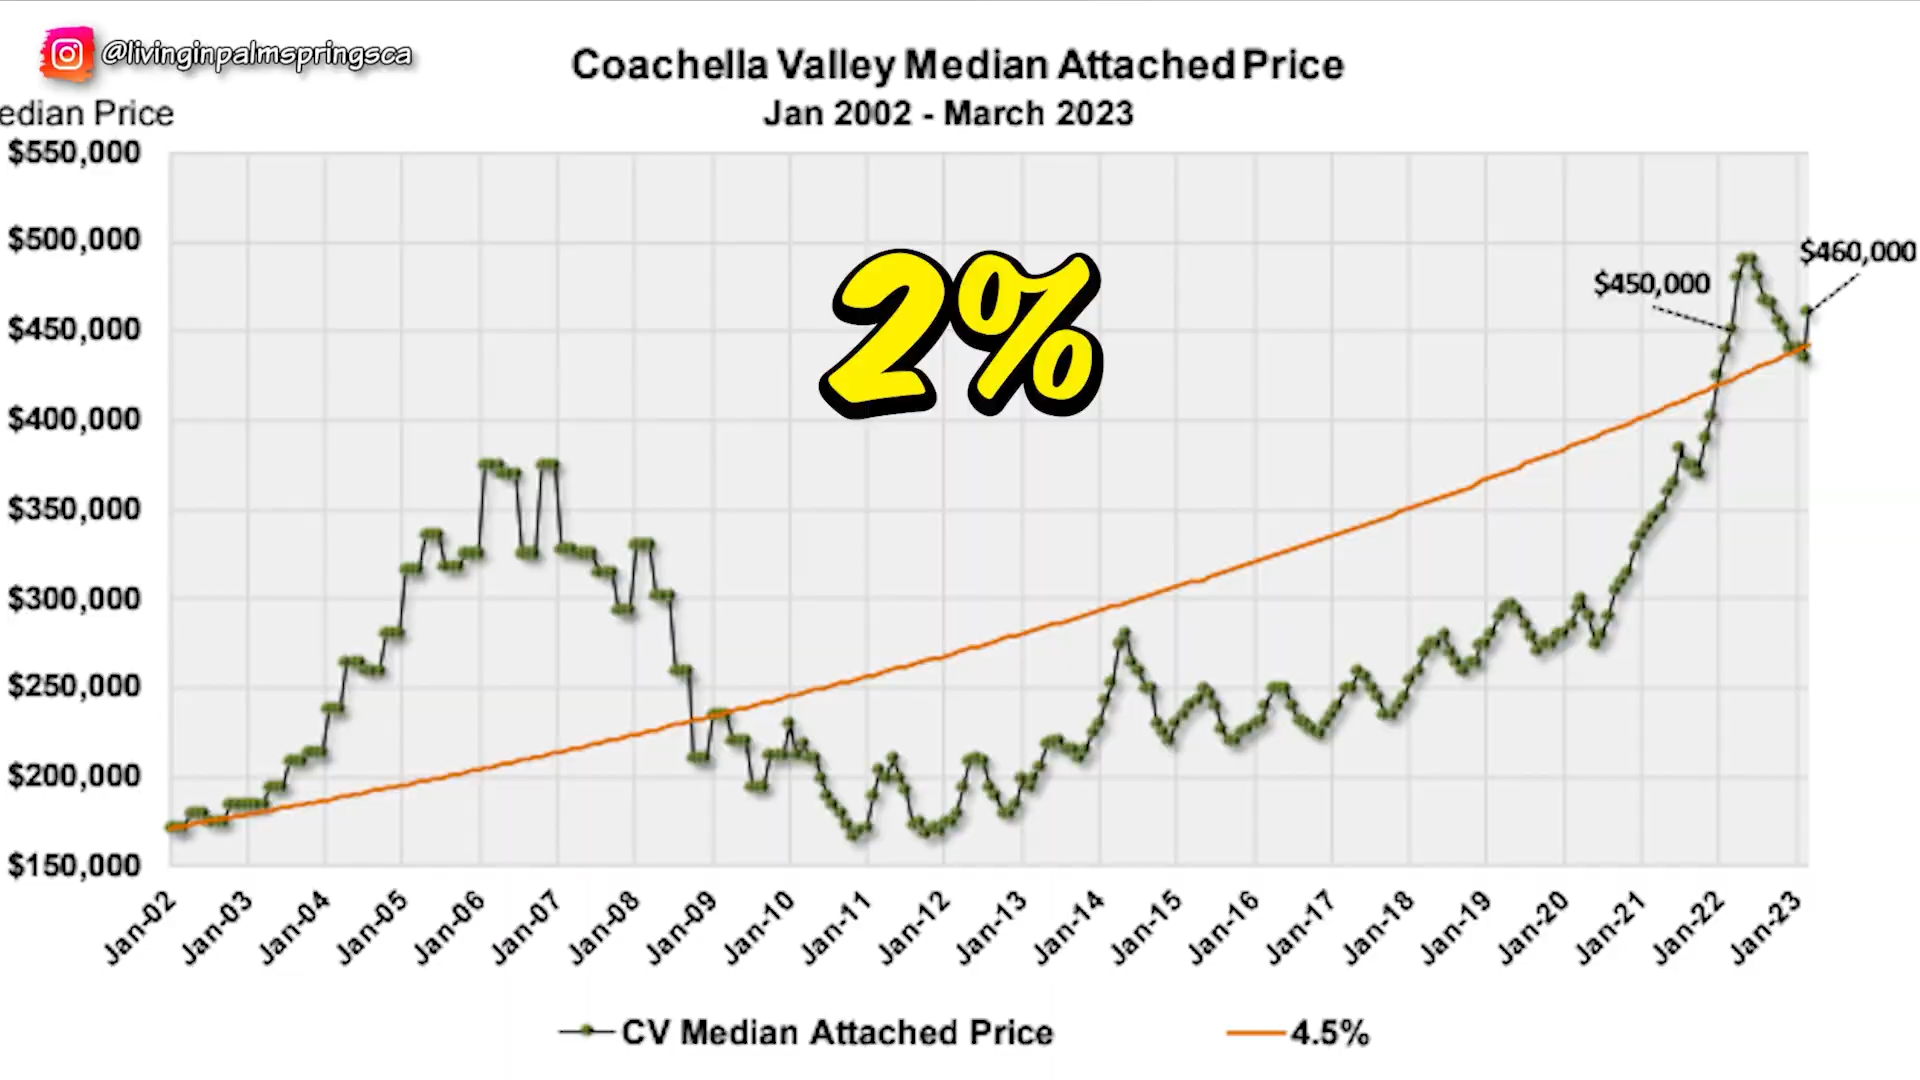 @livinginpalmspringsca
Coachella Valley Median Attached Price
Jan 2002 - March 2023
edian Price
$550,000
$500,000
$450,000
$400,000
$350,000
$300,000
$250,000
$200,000
$150,000
2%
$450,000
$460,000
Jan-02
Jan-03
Jan-04
Jan-05
Jan-06
Jan-07
Jan-08
Jan-09
Jan-10
Jan-11
Jan-12
Jan-13
Jan-14
Jan-15
Jan-16
Jan-17
Jan-18
Jan-19
Jan-20
Jan-21
Jan-22
Jan-23
CV Median Attached Price
4.5%